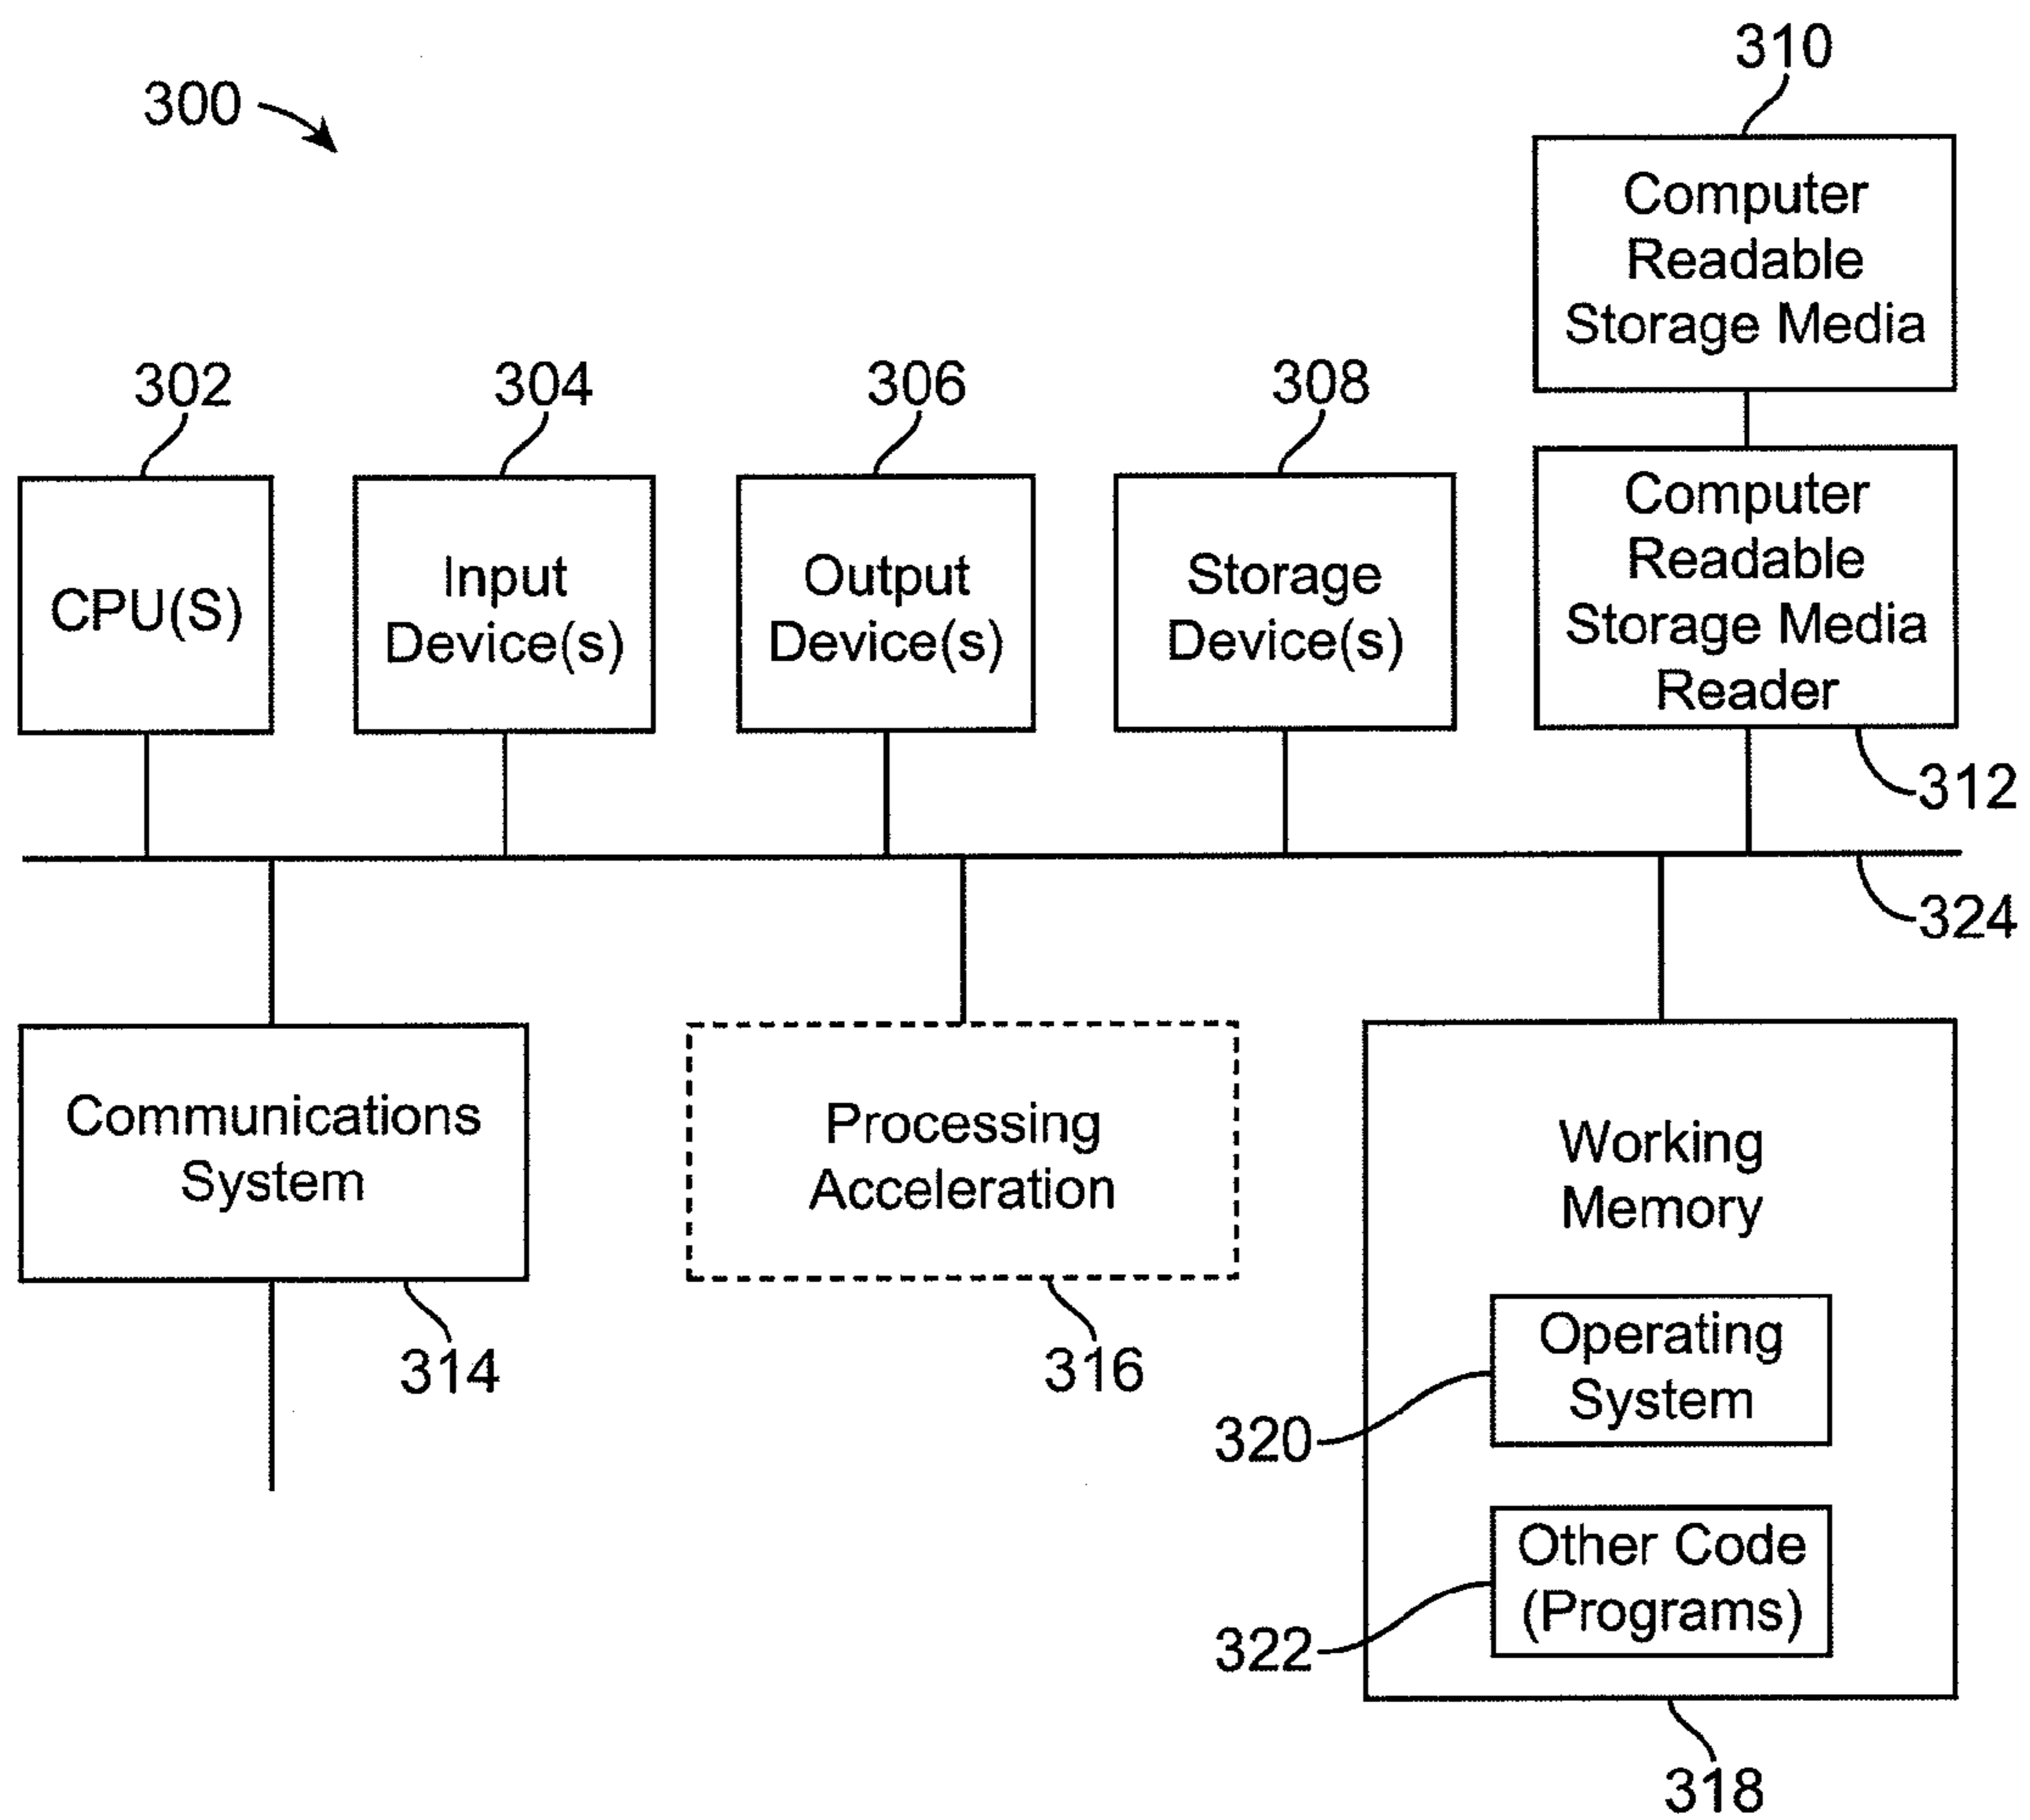 310
300
Computer
Readable
Storage Media
302
304
306
308
CPU(S)
Input
Device(s)
Output
Device(s)
Storage
Device(s)
Computer
Readable
Storage Media
Reader
312
324
Communications
System
314
Processing
Acceleration
316
Working
Memory
Operating
System
320
Other Code
(Programs)
322
318